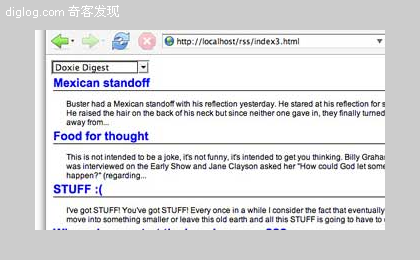 diglog.com 奇客发现
http://localhost/rss/index3.html
Doxie Digest
Mexican standoff
Buster had a Mexican standoff with his reflection yesterday. He stared at his reflection for s
He raised the hair on the back of his neck but since neither one gave in, they finally turned
away from...
Food for thought
This is not intended to be a joke, it's not funny, it's intended to get you thinking. Billy Graha
was interviewed on the Early Show and Jane Clayson asked her "How could God let some
happen?" (regarding...
STUFF :(
I've got STUFF! You've got STUFF! Every once in a while I consider the fact that eventually
move into something smaller or leave this old earth and all this STUFF is going to have to